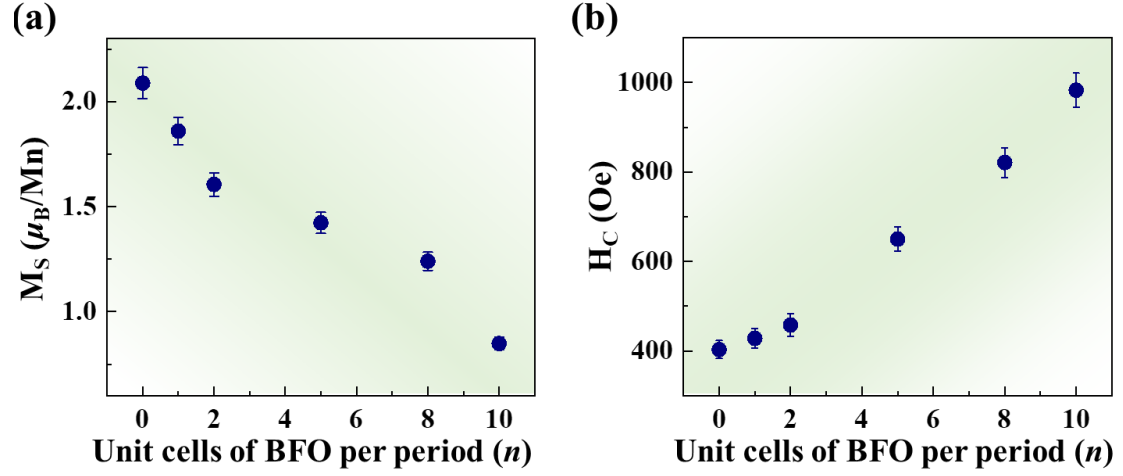 (a)
M_S (μ_B/Mn)
2.0
1.5
1.0
0 2 4 6 8 10
Unit cells of BFO per period (n)
(b)
H_C (Oe)
1000
800
600
400
0 2 4 6 8 10
Unit cells of BFO per period (n)